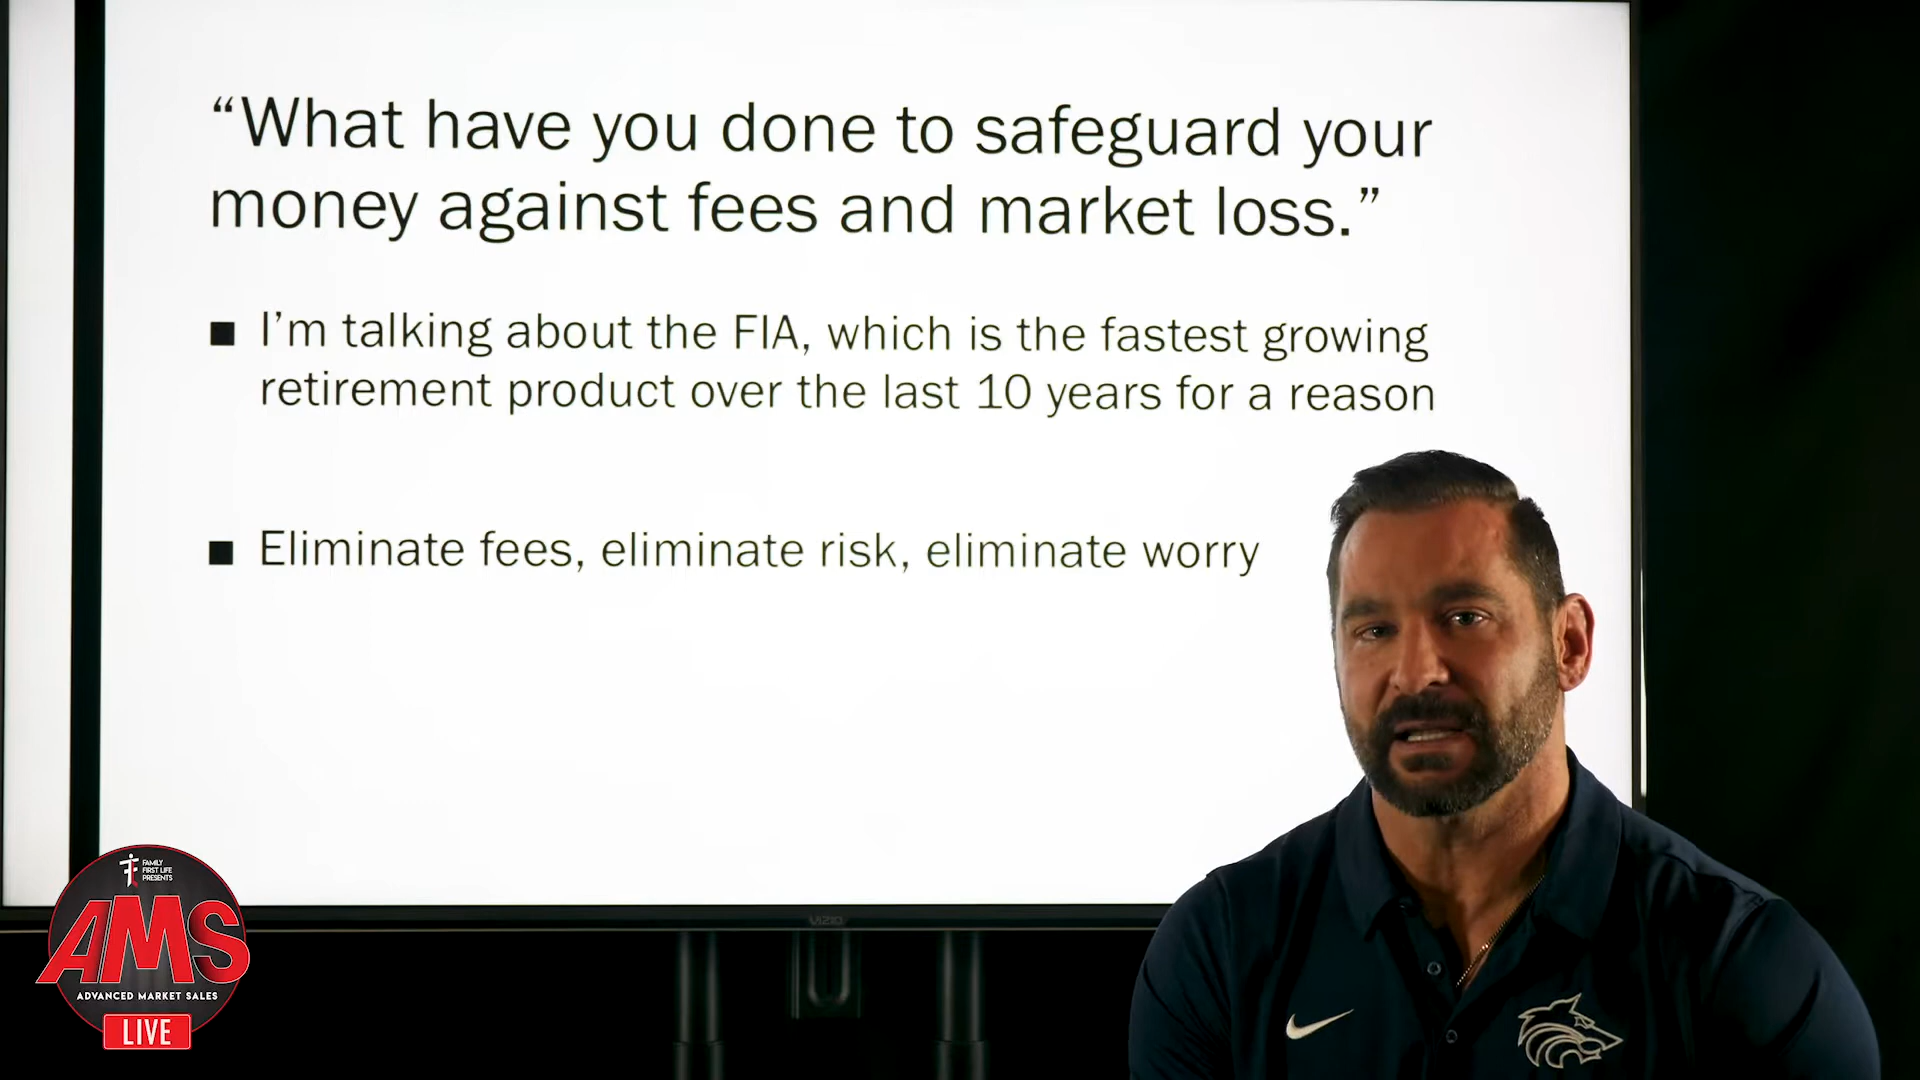 “What have you done to safeguard your
money against fees and market loss.”
■ I’m talking about the FIA, which is the fastest growing
retirement product over the last 10 years for a reason
■ Eliminate fees, eliminate risk, eliminate worry
VIZIO
FAMILY
FIRST LIFE
PRESENTS
AMS
ADVANCED MARKET SALES
LIVE